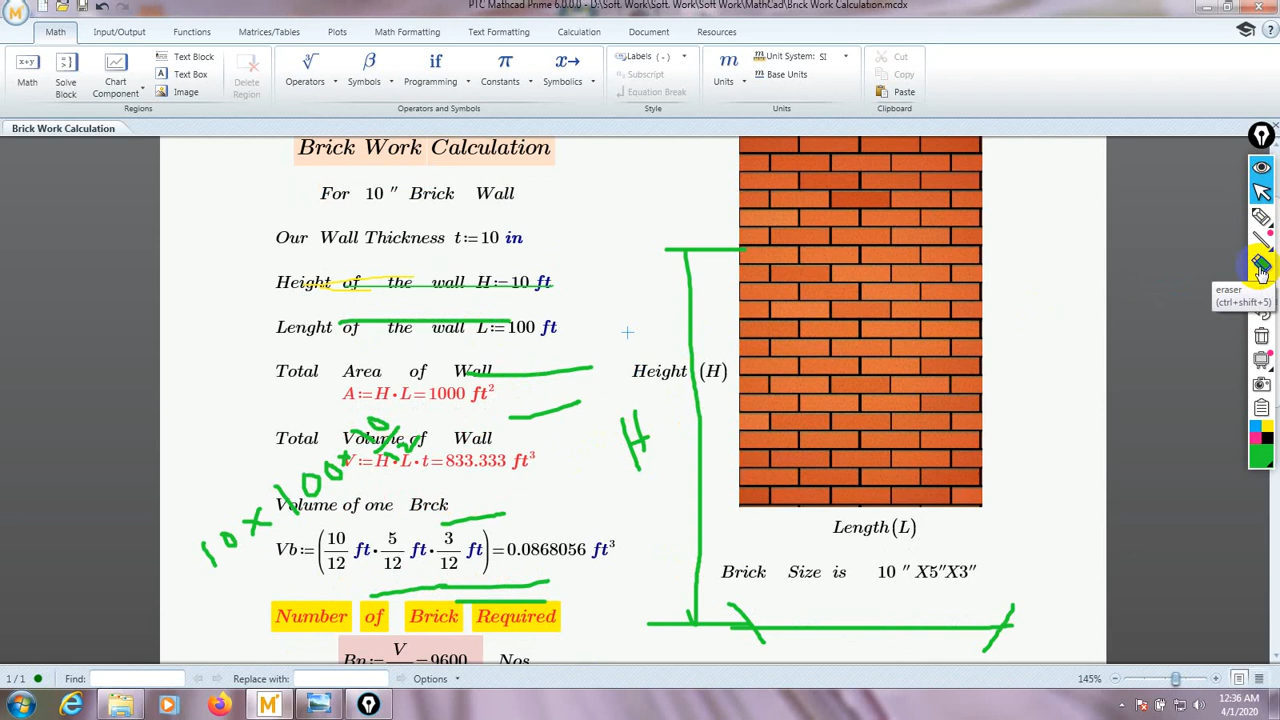 PTC Mathcad Prime 6.0.0.0 - D:\Soft. Work\Soft. Work\Soft Work\MatCad\Brick Work Calculation.mcdx
Math Input/Output Functions Matrices/Tables Plots Math Formatting Text Formatting Calculation Document Resources
Math
Solve Block
Chart Component
Text Block
Text Box
Image
Delete Region
Operators
Symbols
Programming
Constants
Symbolics
Labels ( - )
Subscript
Equation Break
Units
Unit System: SI
Base Units
Cut
Copy
Paste
Regions Operators and Symbols Style Units Clipboard
Brick Work Calculation
Brick Work Calculation
For 10 " Brick Wall
Our Wall Thickness t:=10 in
Height of the wall H:=10 ft
Lenght of the wall L:=100 ft
Total Area of Wall
A:=H·L=1000 ft²
Total Volume of Wall
V:=H·L·t=833.333 ft³
Volume of one Brck
Vb:=(10/12 ft·5/12 ft·3/12 ft)=0.0868056 ft³
Number of Brick Required
Bn:=V =9600 Nos
10 x 100 x 10/12
Height (H)
H
Length(L)
Brick Size is 10 "X5"X3"
eraser
(ctrl+shift+5)
1 / 1 Find: Replace with: Options 145%
12:36 AM
4/1/2020